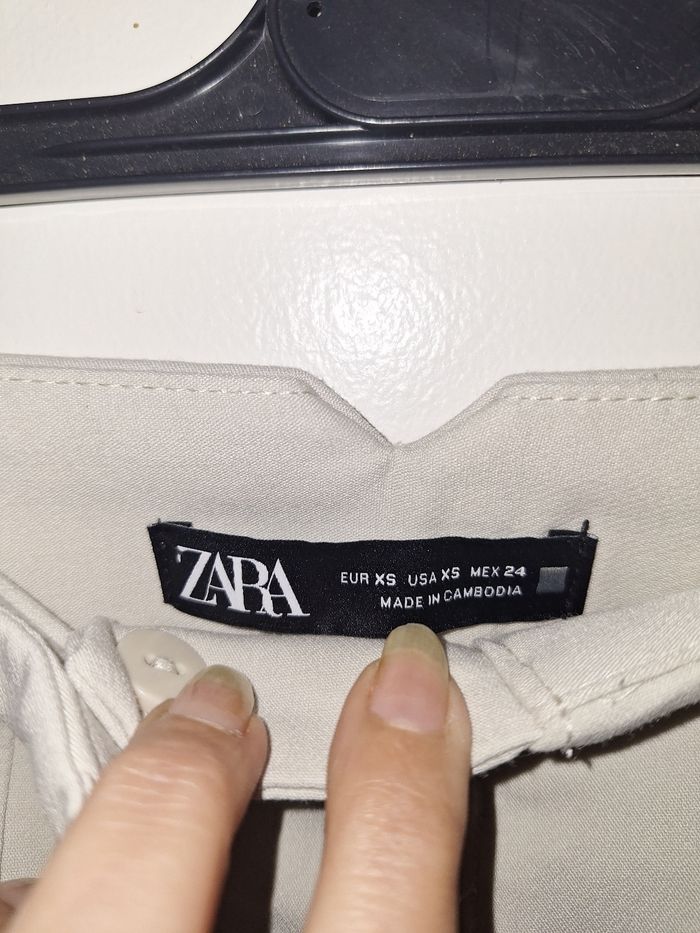 ZARA
EUR XS USA XS MEX 24
MADE IN CAMBODIA